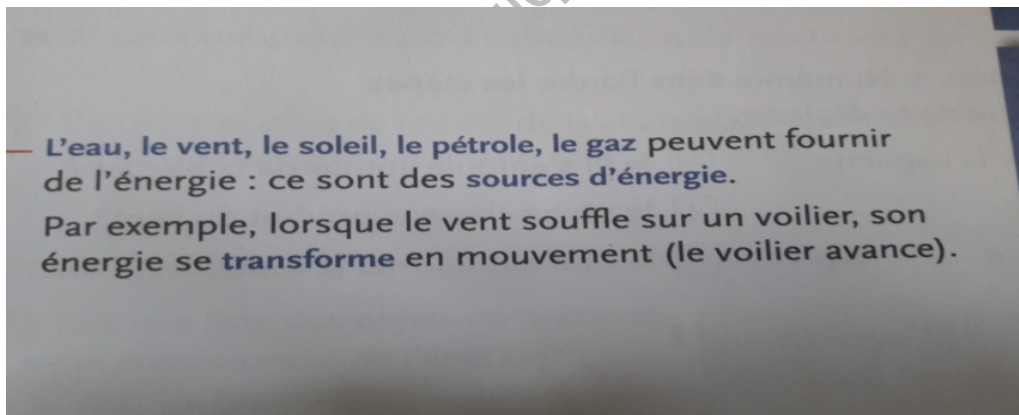 L'eau, le vent, le soleil, le pétrole, le gaz peuvent fournir
de l'énergie : ce sont des sources d'énergie.
Par exemple, lorsque le vent souffle sur un voilier, son
énergie se transforme en mouvement (le voilier avance).